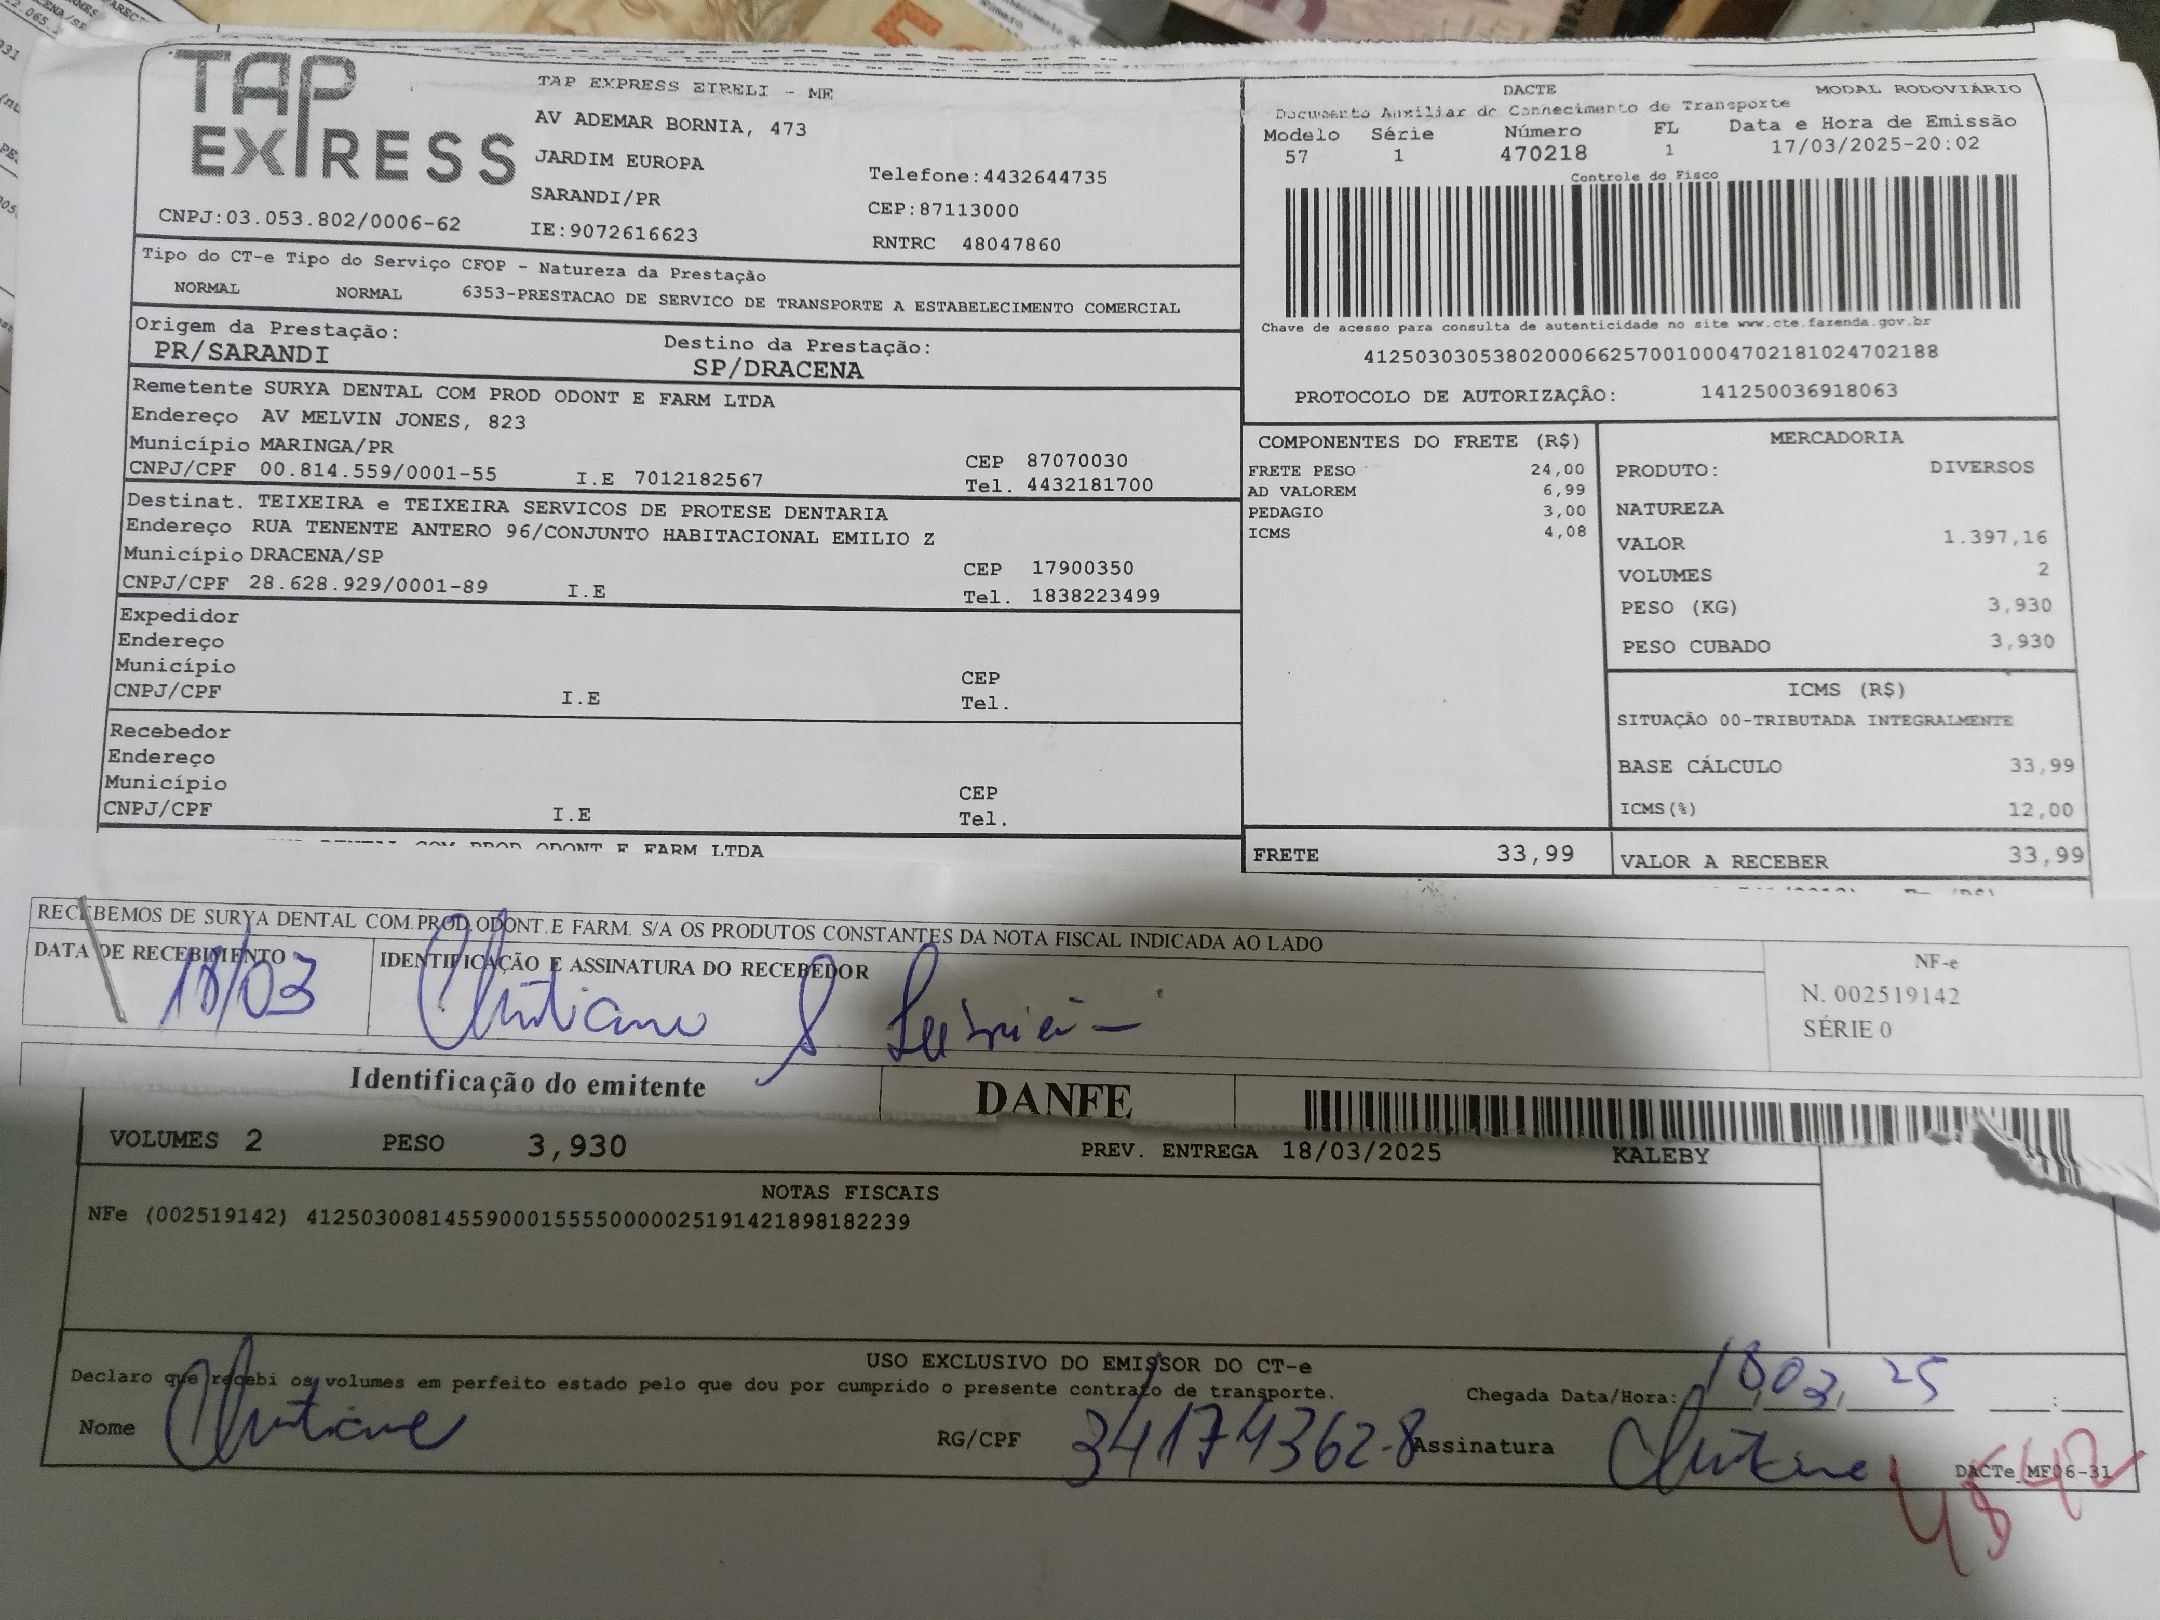 TAP EXPRESS
TAP EXPRESS EIRELI - ME
AV ADEMAR BORNIA, 473
JARDIM EUROPA
Telefone:4432644735
SARANDI/PR
CEP:87113000
CNPJ:03.053.802/0006-62
IE:9072616623
RNTRC 48047860
Tipo do CT-e Tipo do Serviço CFOP - Natureza da Prestação
NORMAL NORMAL 6353-PRESTACAO DE SERVICO DE TRANSPORTE A ESTABELECIMENTO COMERCIAL
Origem da Prestação: Destino da Prestação:
PR/SARANDI SP/DRACENA
Remetente SURYA DENTAL COM PROD ODONT E FARM LTDA
Endereço AV MELVIN JONES, 823
Município MARINGA/PR CEP 87070030
CNPJ/CPF 00.814.559/0001-55 I.E 7012182567 Tel. 4432181700
Destinat. TEIXEIRA e TEIXEIRA SERVICOS DE PROTESE DENTARIA
Endereço RUA TENENTE ANTERO 96/CONJUNTO HABITACIONAL EMILIO Z
Município DRACENA/SP CEP 17900350
CNPJ/CPF 28.628.929/0001-89 I.E Tel. 1838223499
Expedidor
Endereço
Município CEP
CNPJ/CPF I.E Tel.
Recebedor
Endereço
Município CEP
CNPJ/CPF I.E Tel.
DENTAL COM PROD ODONT E FARM LTDA
DACTE MODAL RODOVIÁRIO
Documento Auxiliar de Conhecimento de Transporte
Modelo Série Número FL Data e Hora de Emissão
57 1 470218 1 17/03/2025-20:02
Controle do Fisco
Chave de acesso para consulta de autenticidade no site www.cte.fazenda.gov.br
41250303053802000662570010004702181024702188
PROTOCOLO DE AUTORIZAÇÂO: 141250036918063
COMPONENTES DO FRETE (R$)
FRETE PESO 24,00
AD VALOREM 6,99
PEDAGIO 3,00
ICMS 4,08
MERCADORIA
PRODUTO: DIVERSOS
NATUREZA
VALOR 1.397,16
VOLUMES 2
PESO (KG) 3,930
PESO CUBADO 3,930
ICMS (R$)
SITUAÇÃO 00-TRIBUTADA INTEGRALMENTE
BASE CÁLCULO 33,99
ICMS(%) 12,00
FRETE 33,99 VALOR A RECEBER 33,99
RECEBEMOS DE SURYA DENTAL COM.PROD.ODONT.E FARM. S/A OS PRODUTOS CONSTANTES DA NOTA FISCAL INDICADA AO LADO
DATA DE RECEBIMENTO IDENTIFICAÇÃO E ASSINATURA DO RECEBEDOR
18/03
NF-e
N. 002519142
SÉRIE 0
Identificação do emitente DANFE
VOLUMES 2 PESO 3,930 PREV. ENTREGA 18/03/2025 KALEBY
NOTAS FISCAIS
NFe (002519142) 41250300814559000155550000025191421898182239
USO EXCLUSIVO DO EMISSOR DO CT-e
Declaro que recebi os volumes em perfeito estado pelo que dou por cumprido o presente contrato de transporte.
Chegada Data/Hora: 18 03 25
Nome RG/CPF 34174362-8 Assinatura
DACTe_MF06-31